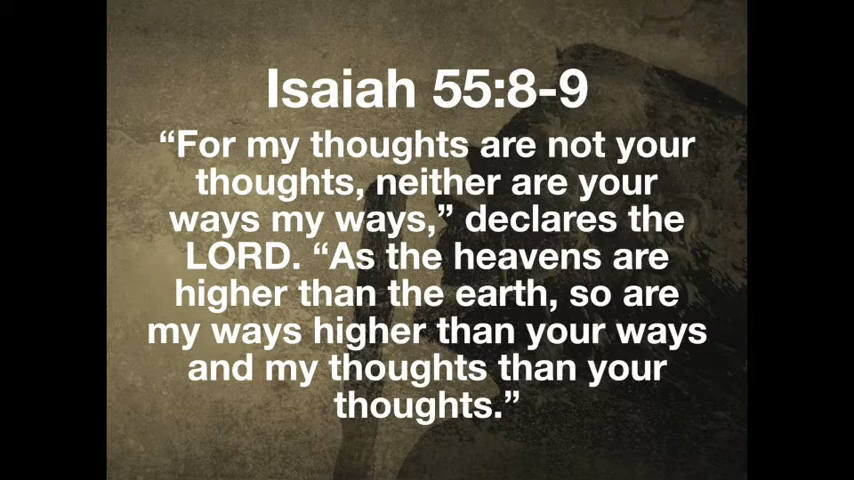 Isaiah 55:8-9
“For my thoughts are not your
thoughts, neither are your
ways my ways,” declares the
LORD. “As the heavens are
higher than the earth, so are
my ways higher than your ways
and my thoughts than your
thoughts.”